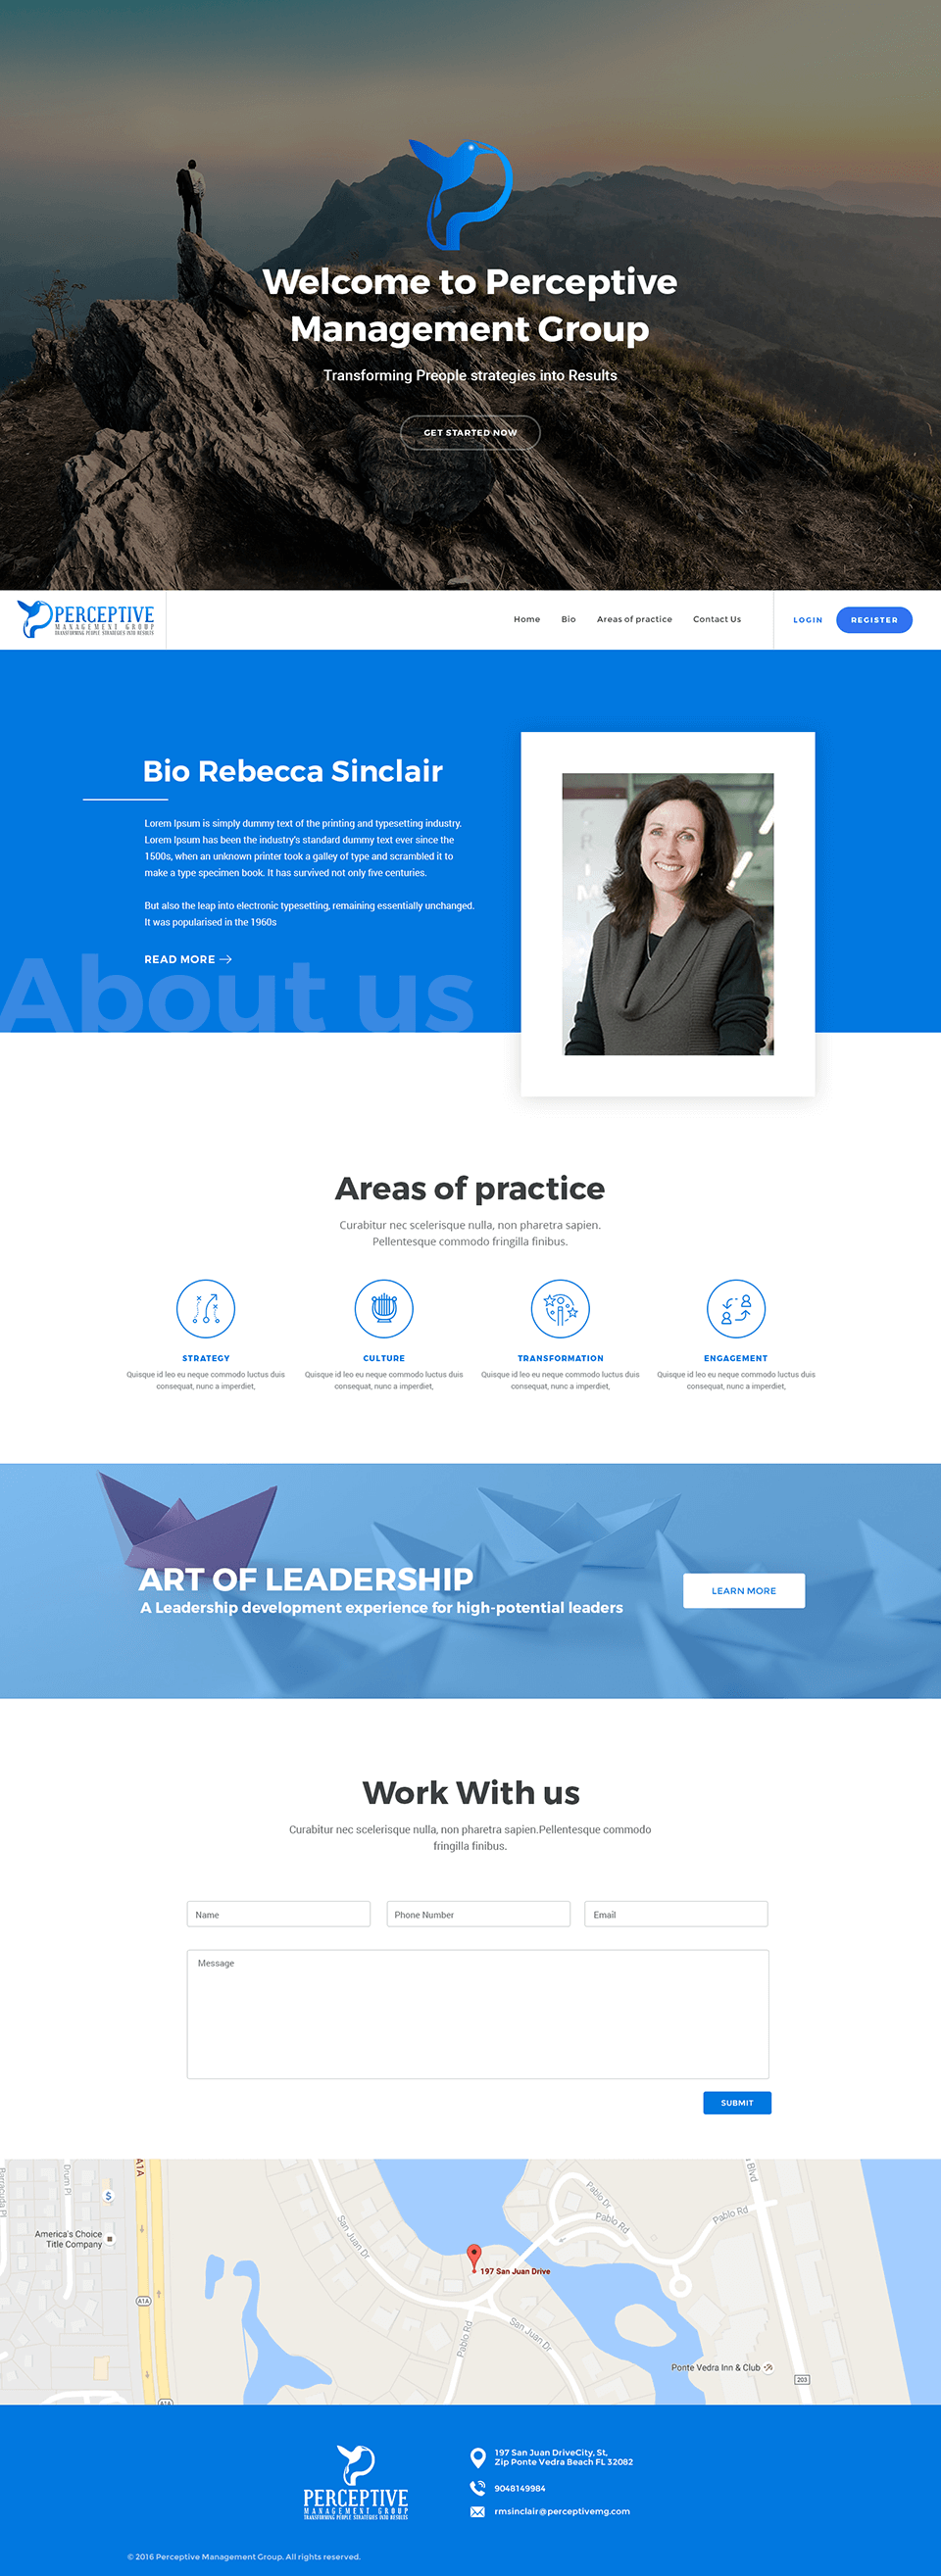 Welcome to Perceptive
Management Group
Transforming Preople strategies into Results
GET STARTED NOW
PERCEPTIVE
MANAGEMENT GROUP
TRANSFORMING PEOPLE STRATEGIES INTO RESULTS
Home Bio Areas of practice Contact Us LOGIN REGISTER
Bio Rebecca Sinclair
Lorem Ipsum is simply dummy text of the printing and typesetting industry.
Lorem Ipsum has been the industry's standard dummy text ever since the
1500s, when an unknown printer took a galley of type and scrambled it to
make a type specimen book. It has survived not only five centuries.
But also the leap into electronic typesetting, remaining essentially unchanged.
It was popularised in the 1960s
READ MORE
About us
Areas of practice
Curabitur nec scelerisque nulla, non pharetra sapien.
Pellentesque commodo fringilla finibus.
STRATEGY
Quisque id leo eu neque commodo luctus duis
consequat, nunc a imperdiet,
CULTURE
Quisque id leo eu neque commodo luctus duis
consequat, nunc a imperdiet,
TRANSFORMATION
Quisque id leo eu neque commodo luctus duis
consequat, nunc a imperdiet,
ENGAGEMENT
Quisque id leo eu neque commodo luctus duis
consequat, nunc a imperdiet,
ART OF LEADERSHIP
A Leadership development experience for high-potential leaders
LEARN MORE
Work With us
Curabitur nec scelerisque nulla, non pharetra sapien.Pellentesque commodo
fringilla finibus.
Name
Phone Number
Email
Message
SUBMIT
Barracuda Pl
Drum Pl
A1A
America's Choice
Title Company
A1A
A1A
San Juan Dr
197 San Juan Drive
Pablo Rd
San Juan Dr
Pablo Dr
Pablo Rd
Pablo Rd
Blvd
Ponte Vedra Inn & Club
203
PERCEPTIVE
MANAGEMENT GROUP
TRANSFORMING PEOPLE STRATEGIES INTO RESULTS
197 San Juan DriveCity, St,
Zip Ponte Vedra Beach FL 32082
9048149984
rmsinclair@perceptivemg.com
© 2016 Perceptive Management Group. All rights reserved.